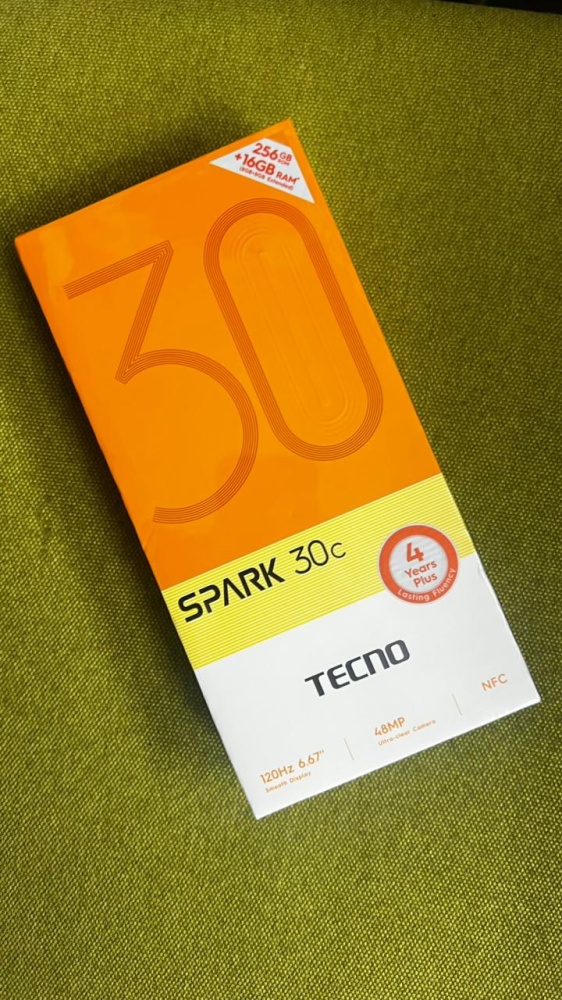 256GB ROM
+16GB RAM*
(8GB+8GB Extended)
30
SPARK 30C
4
Years
Plus
Lasting Fluency
TECNO
120Hz 6.67"
Smooth Display
48MP
Ultra-clear Camera
NFC